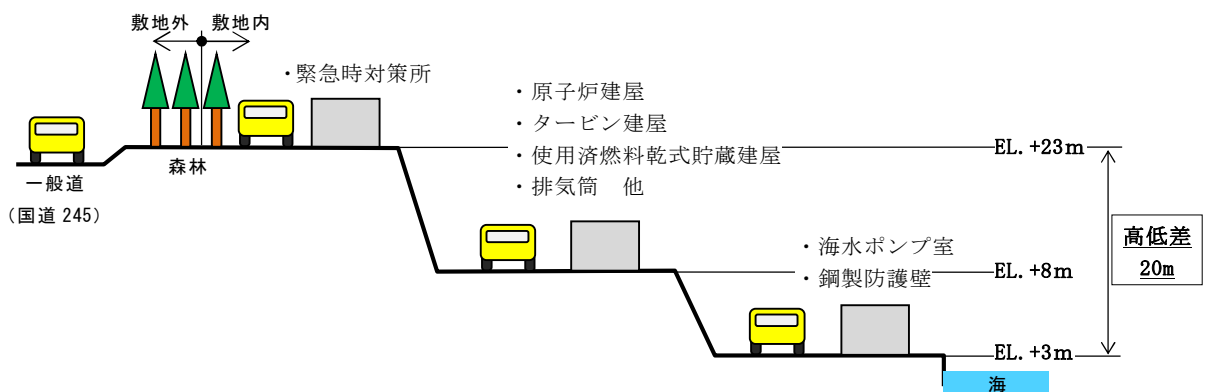 敷地外 敷地内
・緊急時対策所
・原子炉建屋
・タービン建屋
・使用済燃料乾式貯蔵建屋
・排気筒　他
EL. +23m
森林
一般道
(国道 245)
高低差
20m
・海水ポンプ室
・鋼製防護壁
EL. +8m
EL. +3m
海